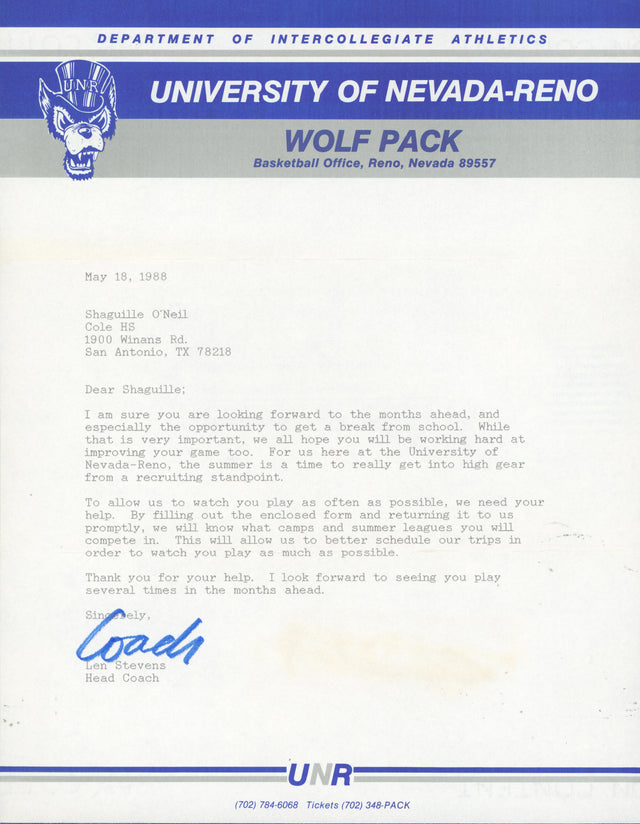 DEPARTMENT OF INTERCOLLEGIATE ATHLETICS
UNR
UNIVERSITY OF NEVADA-RENO
WOLF PACK
Basketball Office, Reno, Nevada 89557
May 18, 1988
Shaguille O'Neil
Cole HS
1900 Winans Rd.
San Antonio, TX 78218
Dear Shaguille;
I am sure you are looking forward to the months ahead, and
especially the opportunity to get a break from school. While
that is very important, we all hope you will be working hard at
improving your game too. For us here at the University of
Nevada-Reno, the summer is a time to really get into high gear
from a recruiting standpoint.
To allow us to watch you play as often as possible, we need your
help. By filling out the enclosed form and returning it to us
promptly, we will know what camps and summer leagues you will
compete in. This will allow us to better schedule our trips in
order to watch you play as much as possible.
Thank you for your help. I look forward to seeing you play
several times in the months ahead.
Sincerely,
Coach
Len Stevens
Head Coach
UNR
(702) 784-6068 Tickets (702) 348-PACK